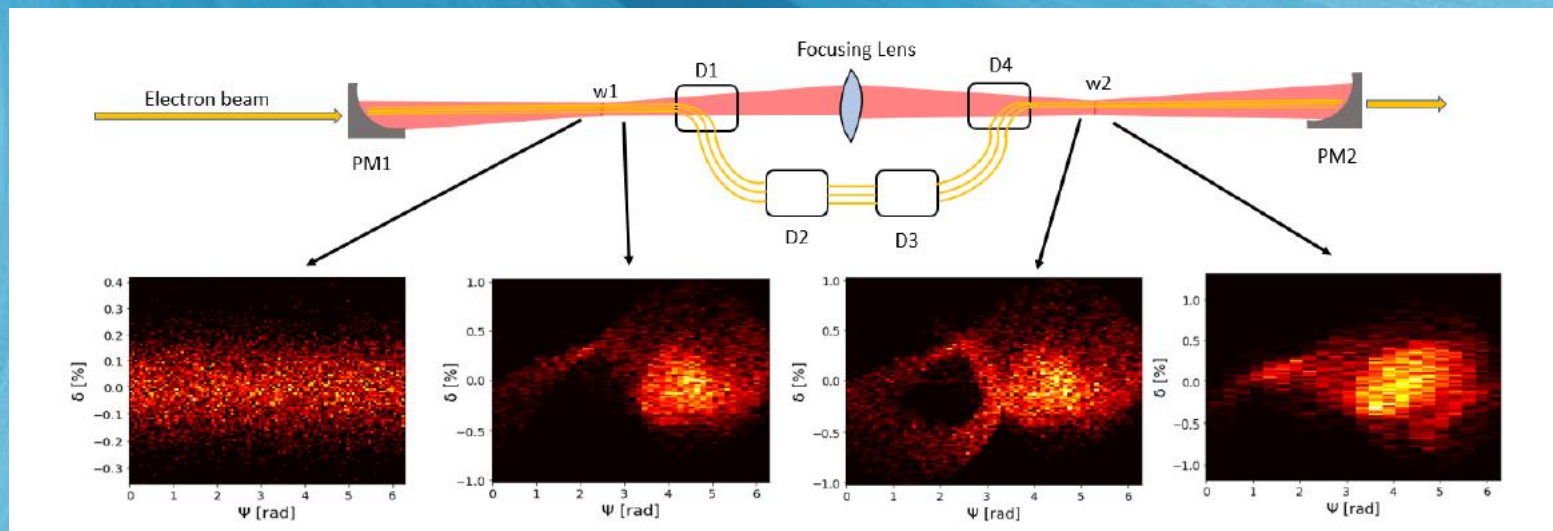 Focusing Lens
D1
D4
w1
w2
Electron beam
PM1
PM2
D2
D3
0.4
0.3
0.2
0.1
0.0
−0.1
−0.2
−0.3
δ [%]
0 1 2 3 4 5 6
Ψ [rad]
1.0
0.5
0.0
−0.5
−1.0
δ [%]
0 1 2 3 4 5 6
Ψ [rad]
1.0
0.5
0.0
−0.5
−1.0
δ [%]
0 1 2 3 4 5 6
Ψ [rad]
1.0
0.5
0.0
−0.5
−1.0
δ [%]
0 1 2 3 4 5 6
Ψ [rad]